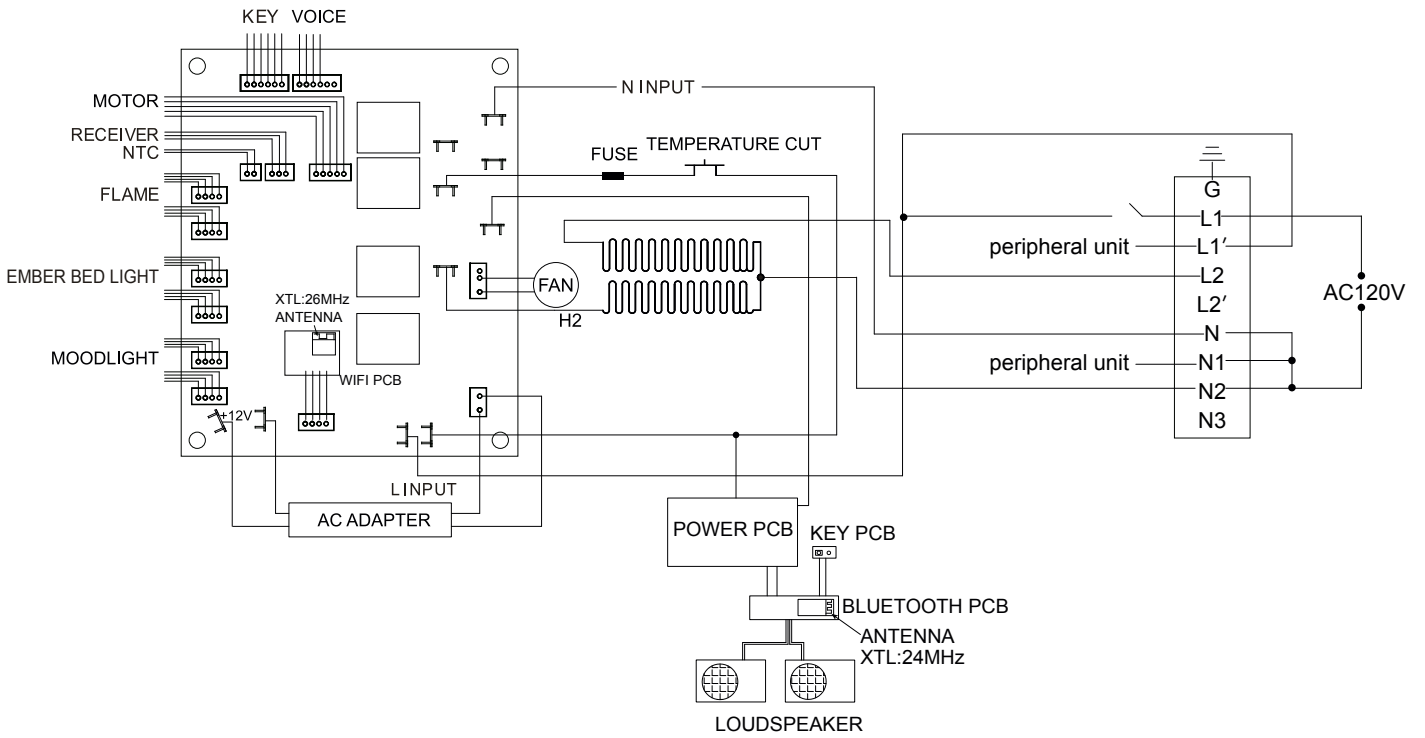 KEY VOICE
MOTOR
RECEIVER
NTC
FLAME
EMBER BED LIGHT
XTL:26MHz
ANTENNA
MOODLIGHT
WIFI PCB
+12V
L INPUT
AC ADAPTER
N INPUT
TEMPERATURE CUT
FUSE
FAN
H2
G
L1
peripheral unit L1′
L2
L2′
N
peripheral unit N1
N2
N3
AC120V
POWER PCB
KEY PCB
BLUETOOTH PCB
ANTENNA
XTL:24MHz
LOUDSPEAKER